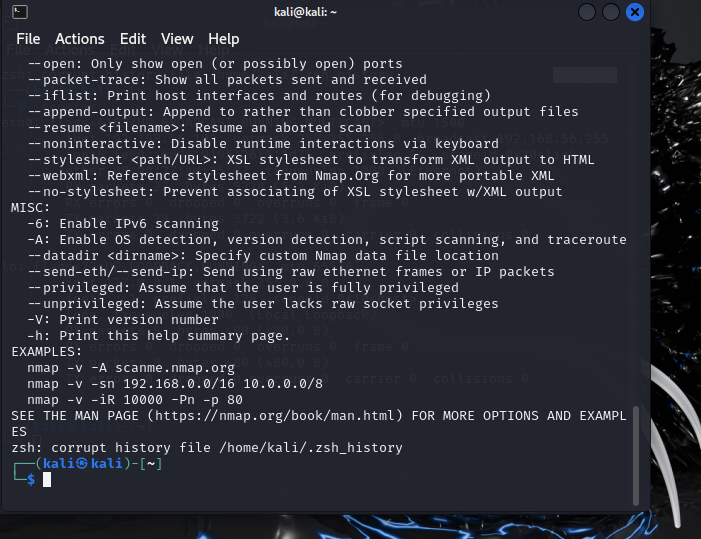 kali@kali: ~
File Actions Edit View Help
--open: Only show open (or possibly open) ports
--packet-trace: Show all packets sent and received
--iflist: Print host interfaces and routes (for debugging)
--append-output: Append to rather than clobber specified output files
--resume <filename>: Resume an aborted scan
--noninteractive: Disable runtime interactions via keyboard
--stylesheet <path/URL>: XSL stylesheet to transform XML output to HTML
--webxml: Reference stylesheet from Nmap.Org for more portable XML
--no-stylesheet: Prevent associating of XSL stylesheet w/XML output
MISC:
-6: Enable IPv6 scanning
-A: Enable OS detection, version detection, script scanning, and traceroute
--datadir <dirname>: Specify custom Nmap data file location
--send-eth/--send-ip: Send using raw ethernet frames or IP packets
--privileged: Assume that the user is fully privileged
--unprivileged: Assume the user lacks raw socket privileges
-V: Print version number
-h: Print this help summary page.
EXAMPLES:
nmap -v -A scanme.nmap.org
nmap -v -sn 192.168.0.0/16 10.0.0.0/8
nmap -v -iR 10000 -Pn -p 80
SEE THE MAN PAGE (https://nmap.org/book/man.html) FOR MORE OPTIONS AND EXAMPL
ES
zsh: corrupt history file /home/kali/.zsh_history
┌──(kali㉿kali)-[~]
└─$